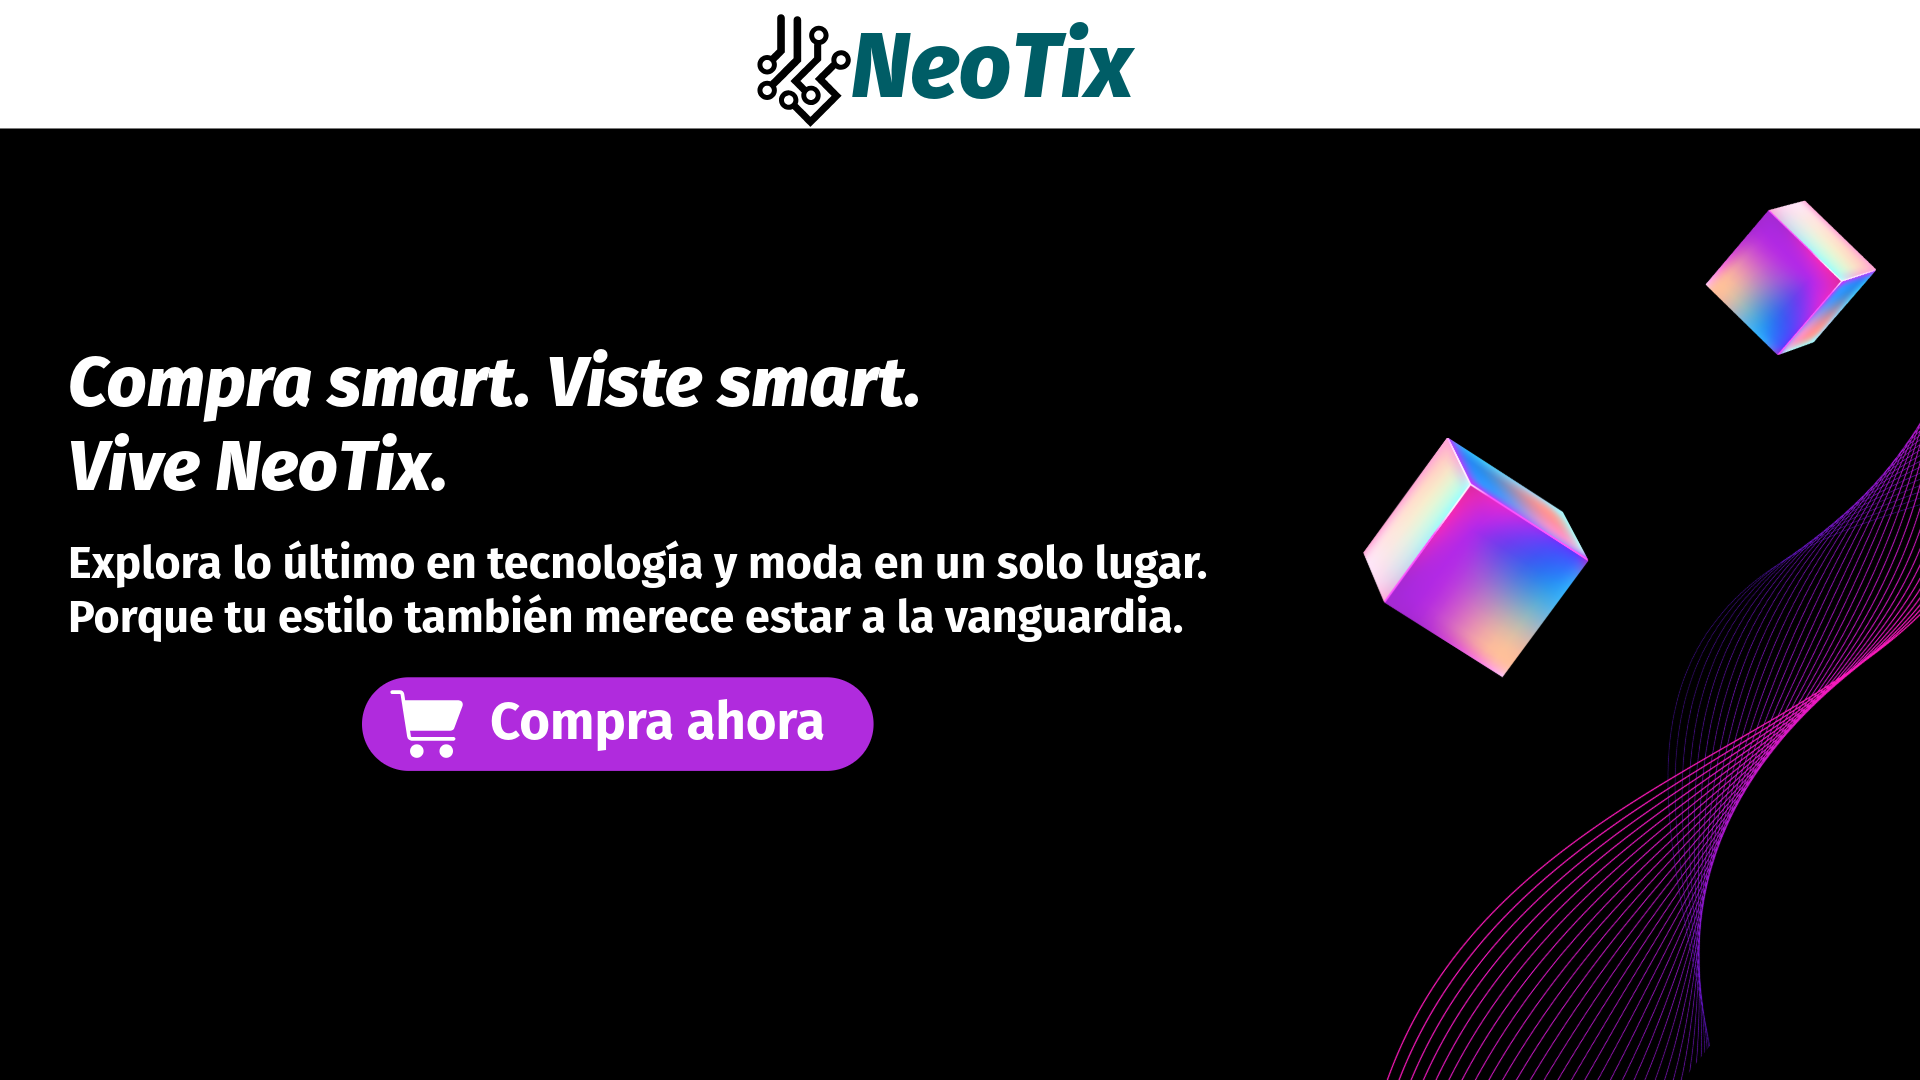 NeoTix
Compra smart. Viste smart.
Vive NeoTix.
Explora lo último en tecnología y moda en un solo lugar.
Porque tu estilo también merece estar a la vanguardia.
Compra ahora